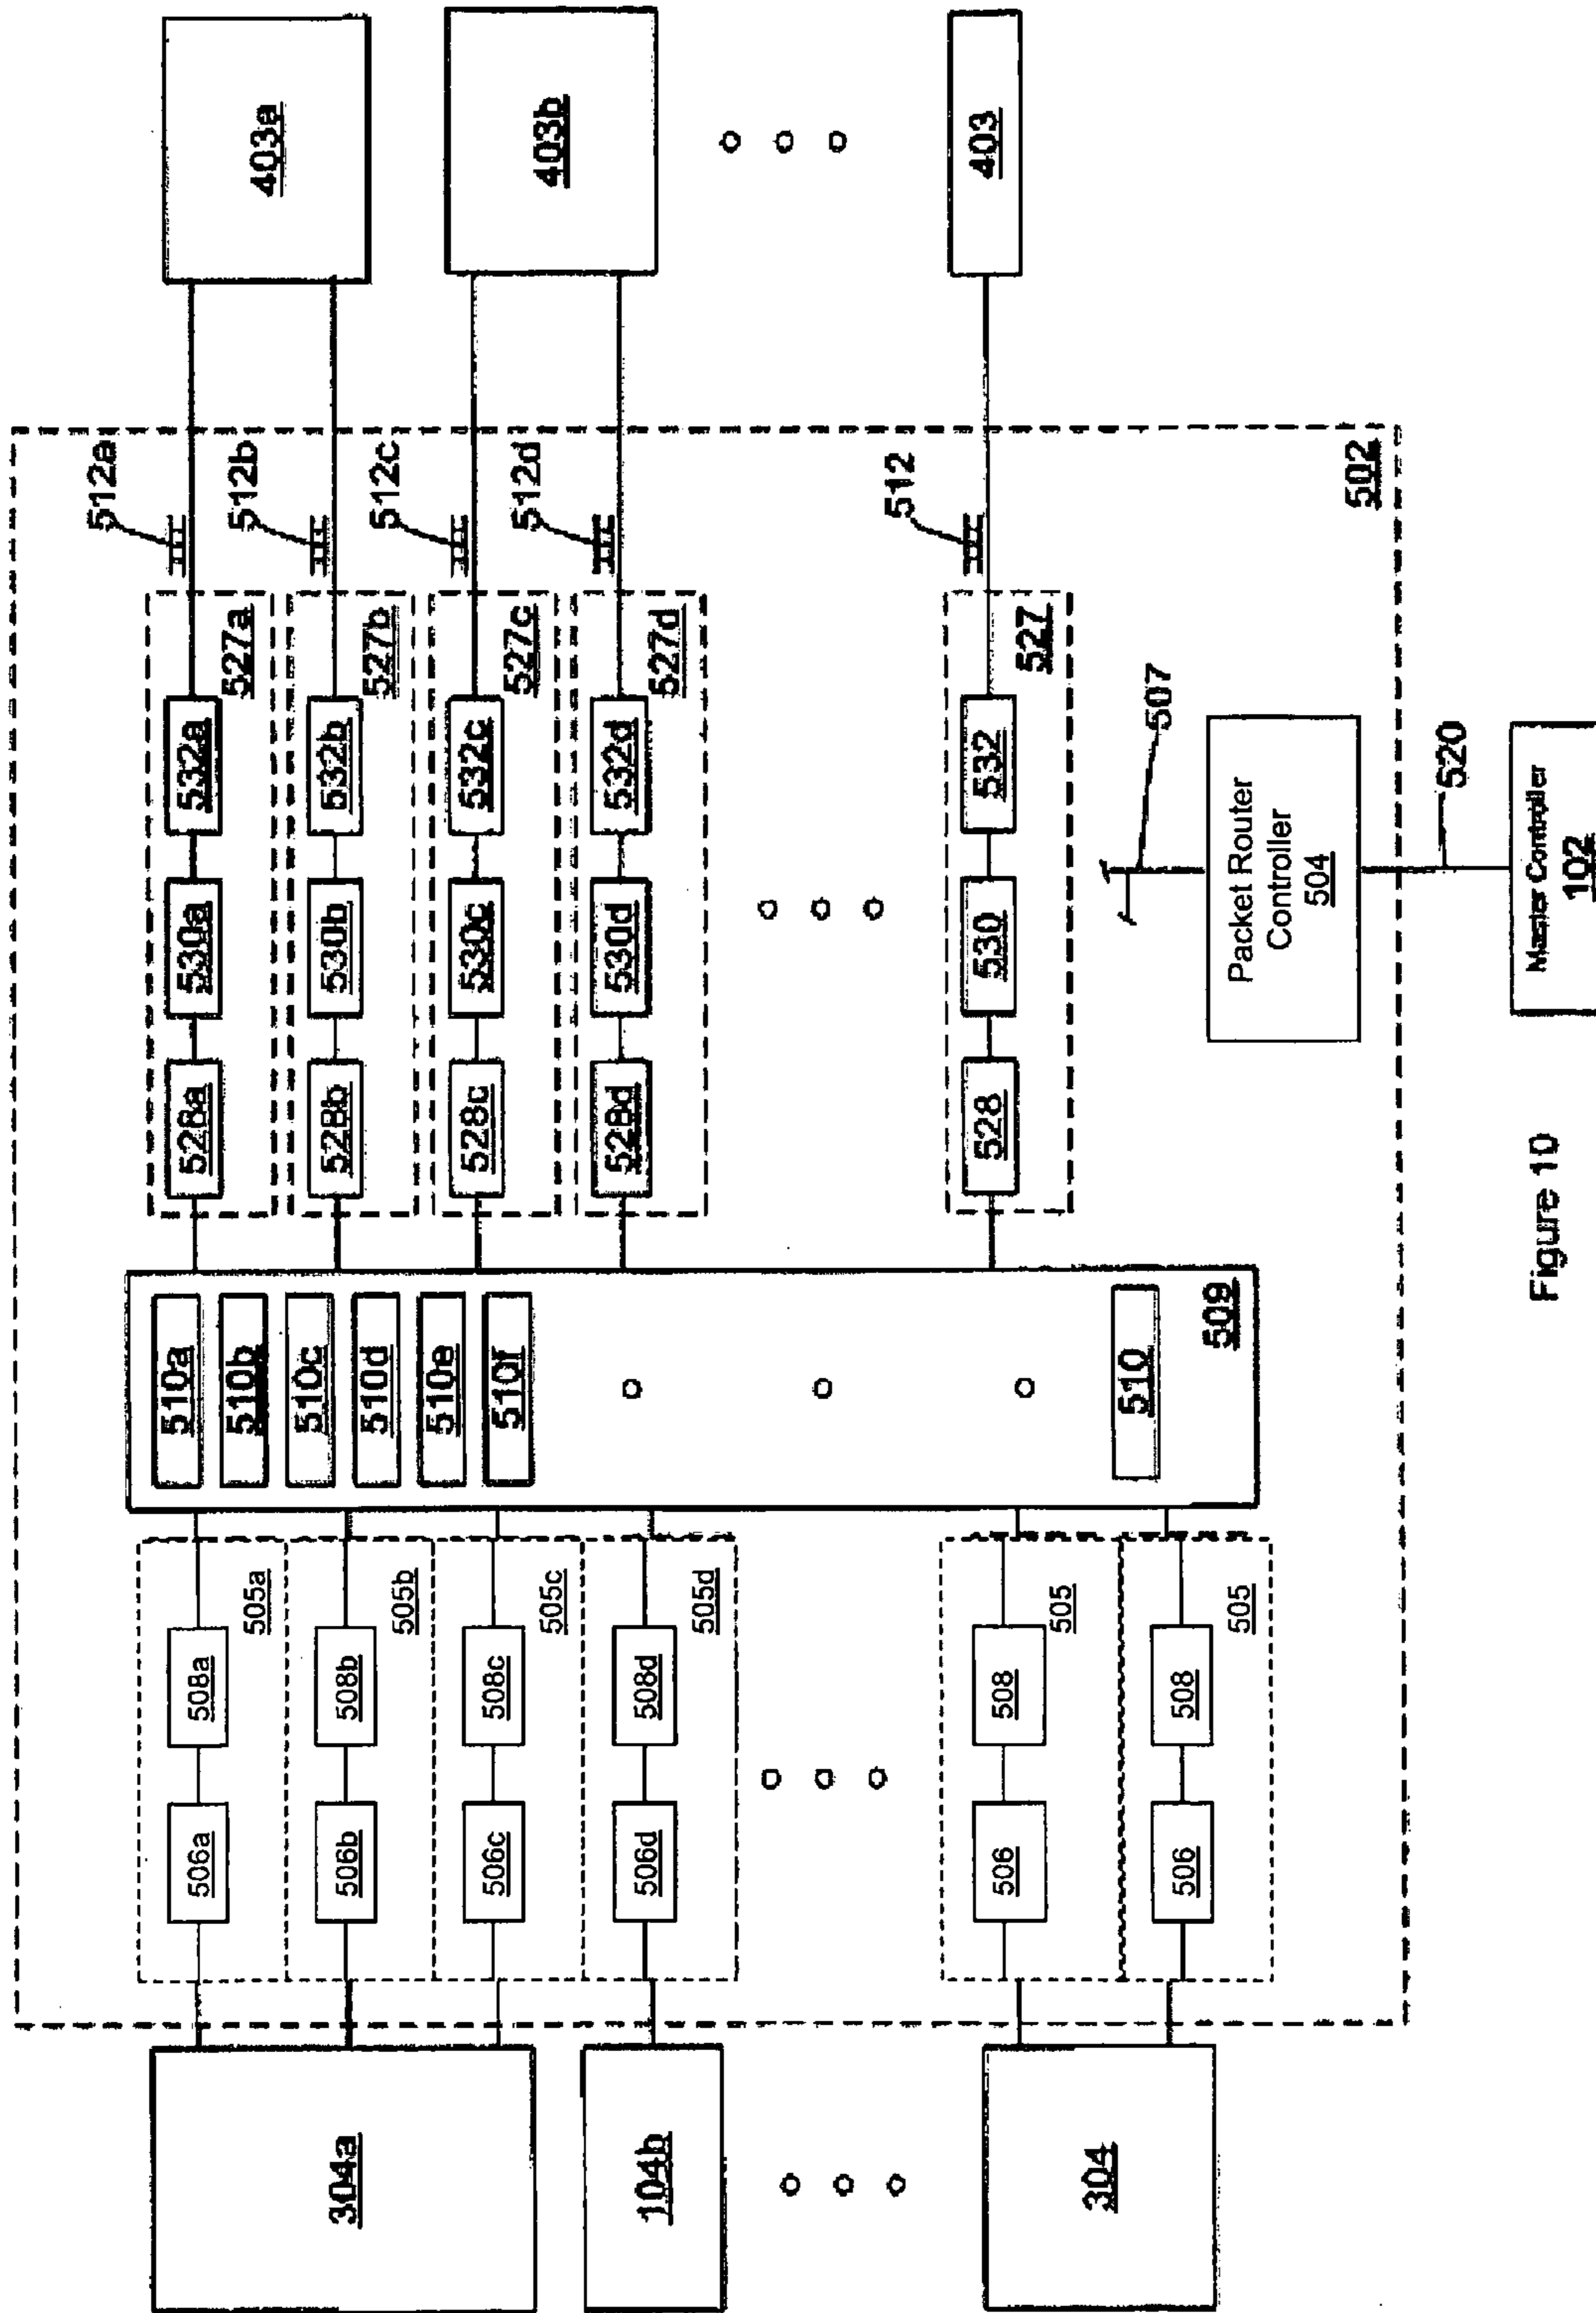 304a
104b
304
506a
508a
505a
506b
508b
505b
506c
508c
505c
506d
508d
505d
506
508
505
506
508
505
510a
510b
510c
510d
510e
510f
510
509
528a
530a
532a
527a
512a
528b
530b
532b
527b
512b
528c
530c
532c
527c
512c
528d
530d
532d
527d
512d
528
530
532
527
512
403a
403b
403
507
Packet Router
Controller
504
502
520
Master Controller
102
Figure 10